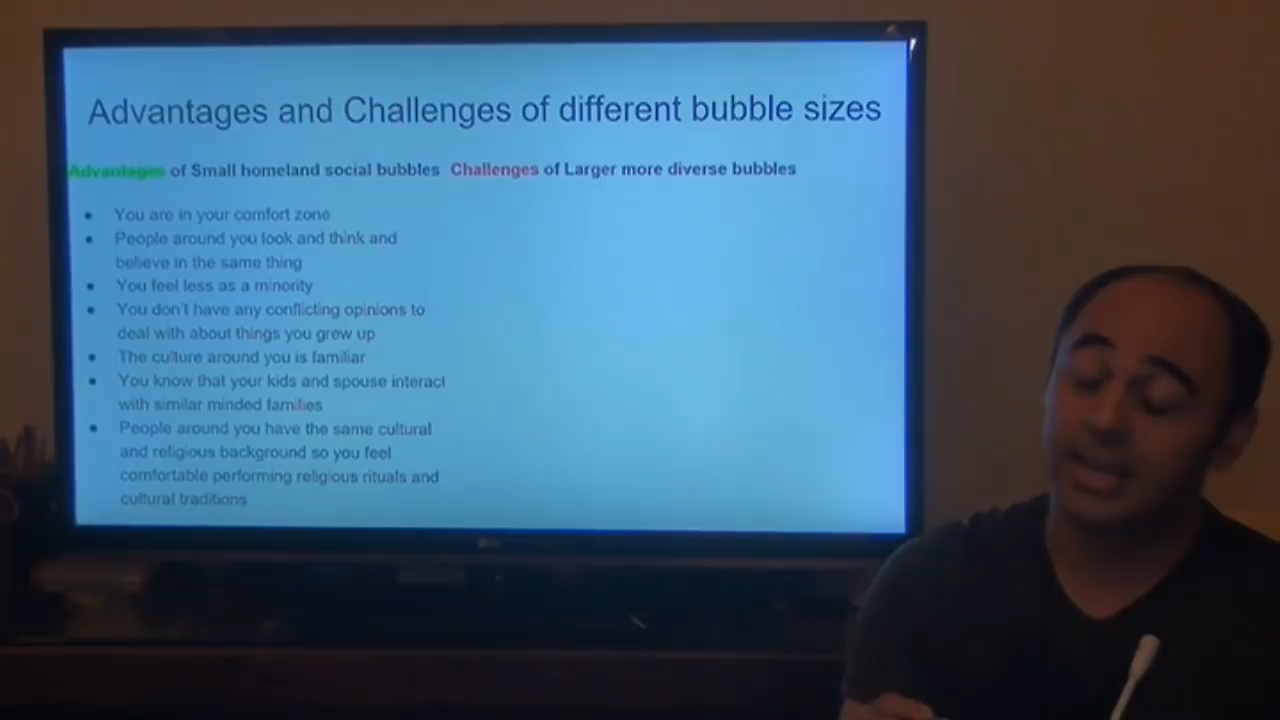 Advantages and Challenges of different bubble sizes
Advantages of Small homeland social bubbles Challenges of Larger more diverse bubbles
• You are in your comfort zone
• People around you look and think and
believe in the same thing
• You feel less as a minority
• You don't have any conflicting opinions to
deal with about things you grew up
• The culture around you is familiar
• You know that your kids and spouse interact
with similar minded families
• People around you have the same cultural
and religious background so you feel
comfortable performing religious rituals and
cultural traditions